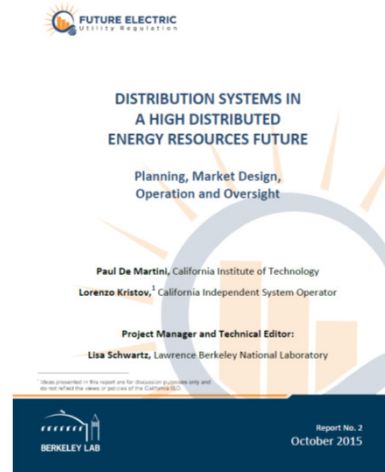 FUTURE ELECTRIC
Utility Regulation
DISTRIBUTION SYSTEMS IN
A HIGH DISTRIBUTED
ENERGY RESOURCES FUTURE
Planning, Market Design,
Operation and Oversight
Paul De Martini, California Institute of Technology
Lorenzo Kristov,¹ California Independent System Operator
Project Manager and Technical Editor:
Lisa Schwartz, Lawrence Berkeley National Laboratory
¹ Ideas presented in this report are for discussion purposes only and
do not reflect the views or policies of the California ISO.
BERKELEY LAB
Report No. 2
October 2015